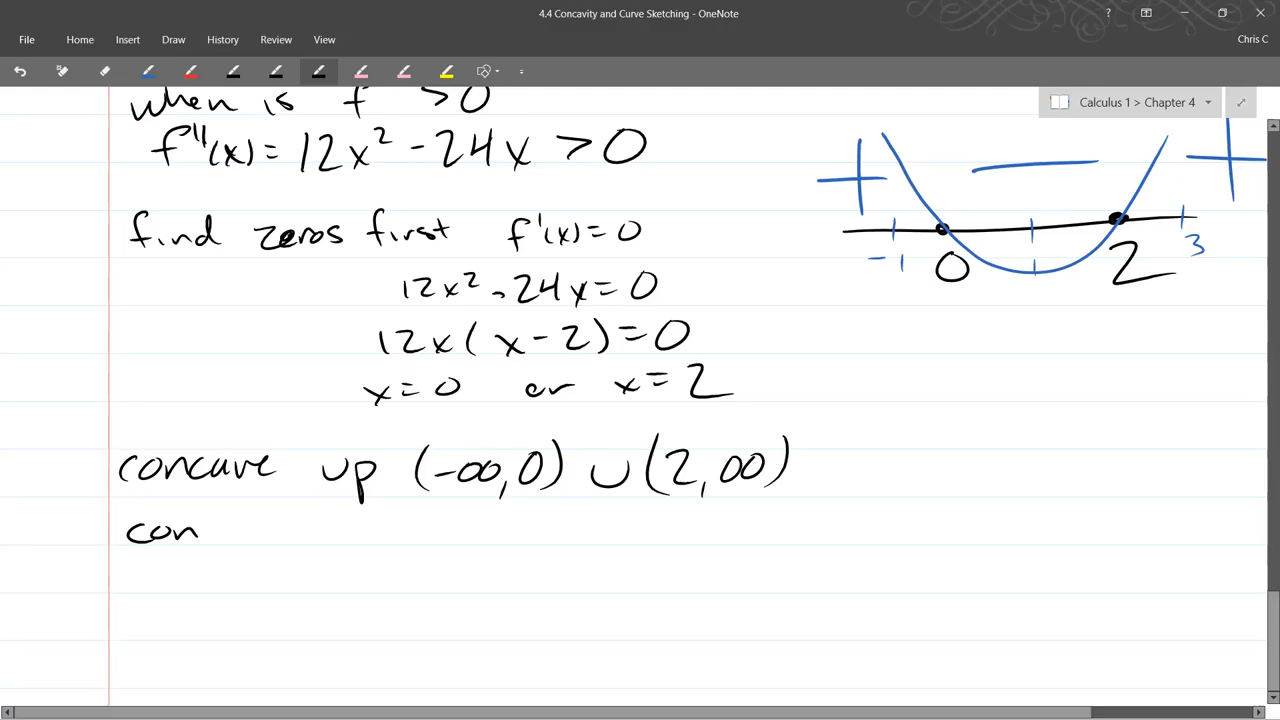 4.4 Concavity and Curve Sketching - OneNote
File Home Insert Draw History Review View
Chris C
Calculus 1 > Chapter 4
when is f >0
f''(x)=12x²-24x >0
find zeros first f'(x)=0
12x²-24x=0
12x(x-2)=0
x=0 or x=2
concave up (-∞,0) ∪ (2,∞)
con
+ — +
-1 0 2 3